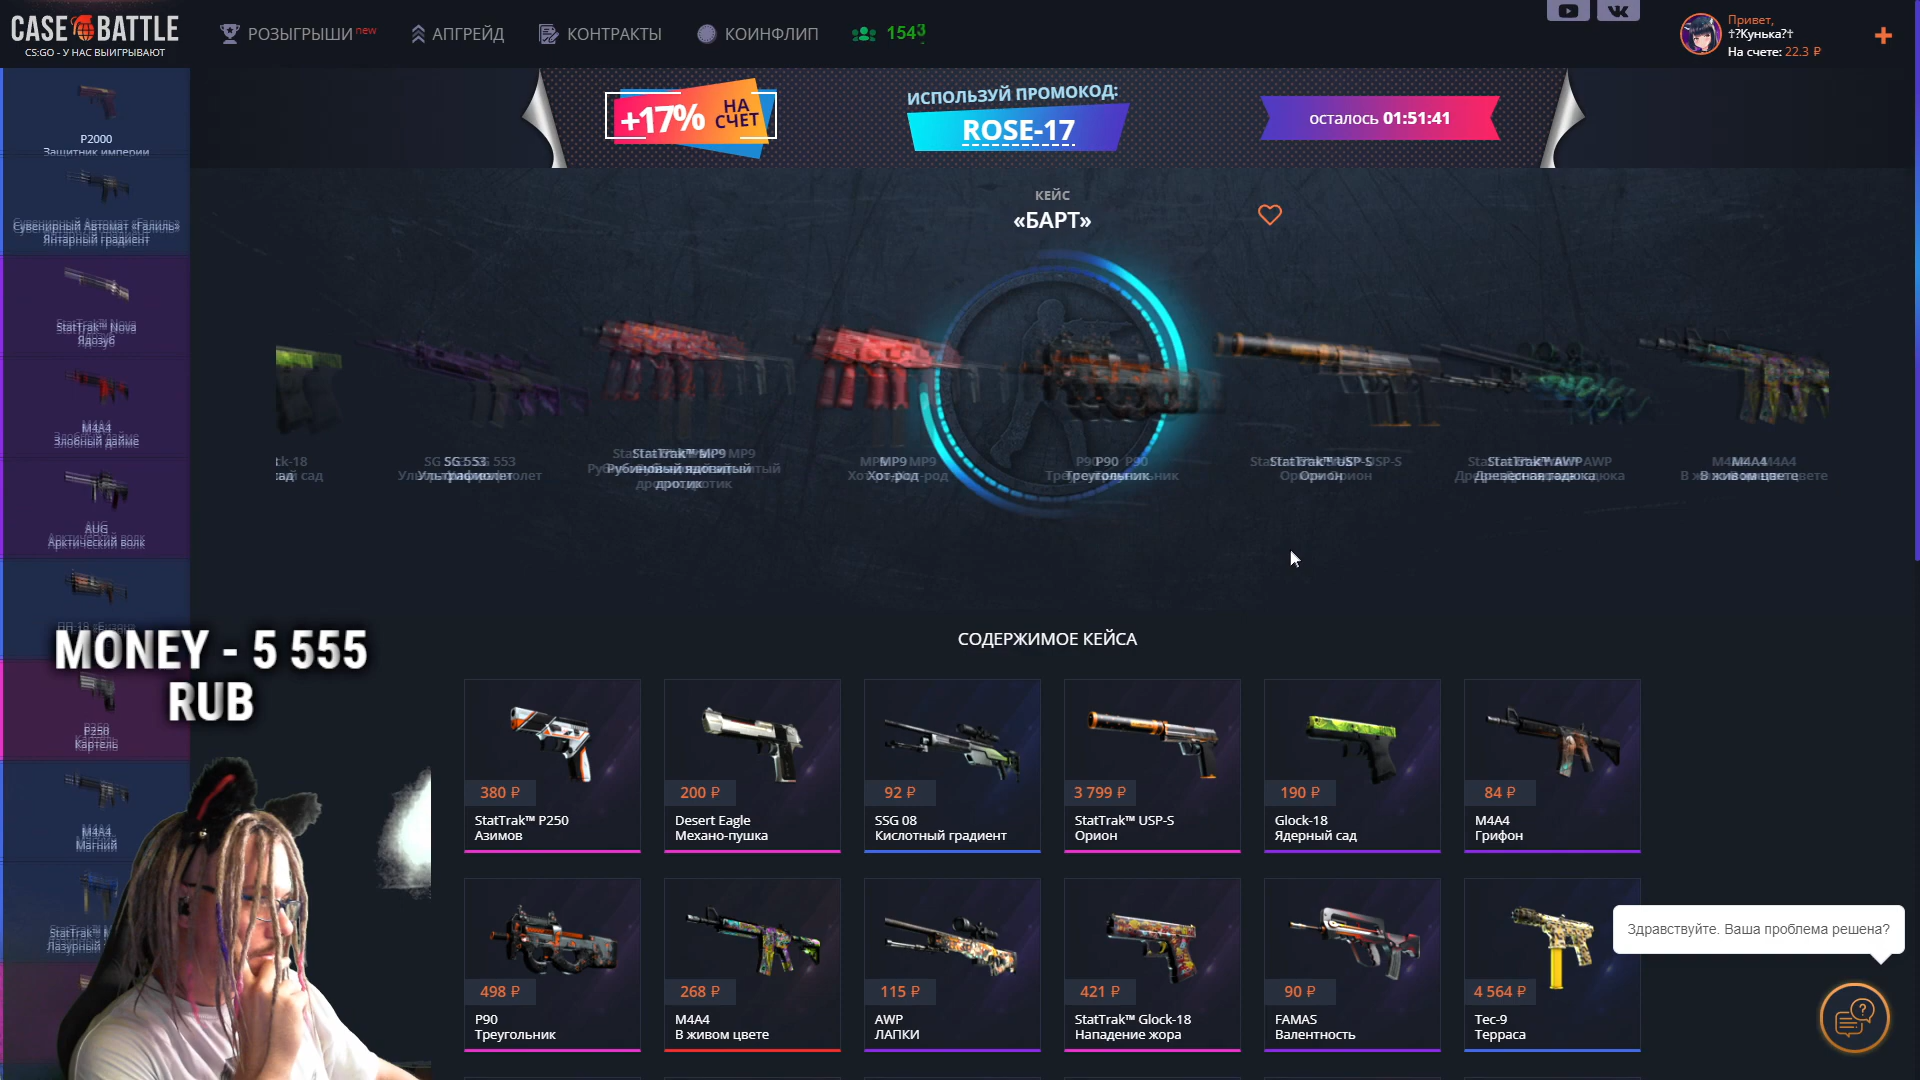 CASE BATTLE
CS:GO - У НАС ВЫИГРЫВАЮТ
РОЗЫГРЫШИ new
АПГРЕЙД
КОНТРАКТЫ
КОИНФЛИП
1543
Привет,
♰?Кунька?♰
На счете: 22.3 ₽
+17% НА СЧЕТ
ИСПОЛЬЗУЙ ПРОМОКОД:
ROSE-17
осталось 01:51:41
КЕЙС
«БАРТ»
P2000
Защитник империи
Сувенирный Автомат «Галиль»
Янтарный градиент
StatTrak™ Nova
Ядозуб
M4A4
Злобный дайме
AUG
Арктический волк
P250
Картель
M4A4
Магний
SG 553
Ультрафиолет
StatTrak™ MP9
Рубиновый ядовитый
дротик
MP9
Хот-род
P90
Треугольник
StatTrak™ USP-S
Орион
StatTrak™ AWP
Древесная гадюка
M4A4
В живом цвете
MONEY - 5 555
RUB
СОДЕРЖИМОЕ КЕЙСА
380 ₽
StatTrak™ P250
Азимов
200 ₽
Desert Eagle
Механо-пушка
92 ₽
SSG 08
Кислотный градиент
3 799 ₽
StatTrak™ USP-S
Орион
190 ₽
Glock-18
Ядерный сад
84 ₽
M4A4
Грифон
498 ₽
P90
Треугольник
268 ₽
M4A4
В живом цвете
115 ₽
AWP
ЛАПКИ
421 ₽
StatTrak™ Glock-18
Нападение жора
90 ₽
FAMAS
Валентность
4 564 ₽
Tec-9
Терраса
Здравствуйте. Ваша проблема решена?